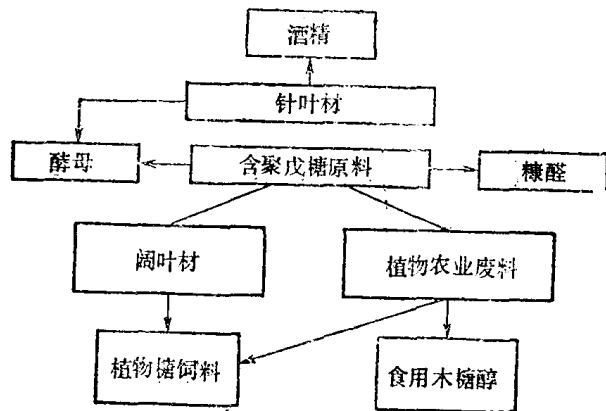 酒精
针叶材
酵母
含聚戊糖原料
糠醛
阔叶材
植物农业废料
植物糖饲料
食用木糖醇